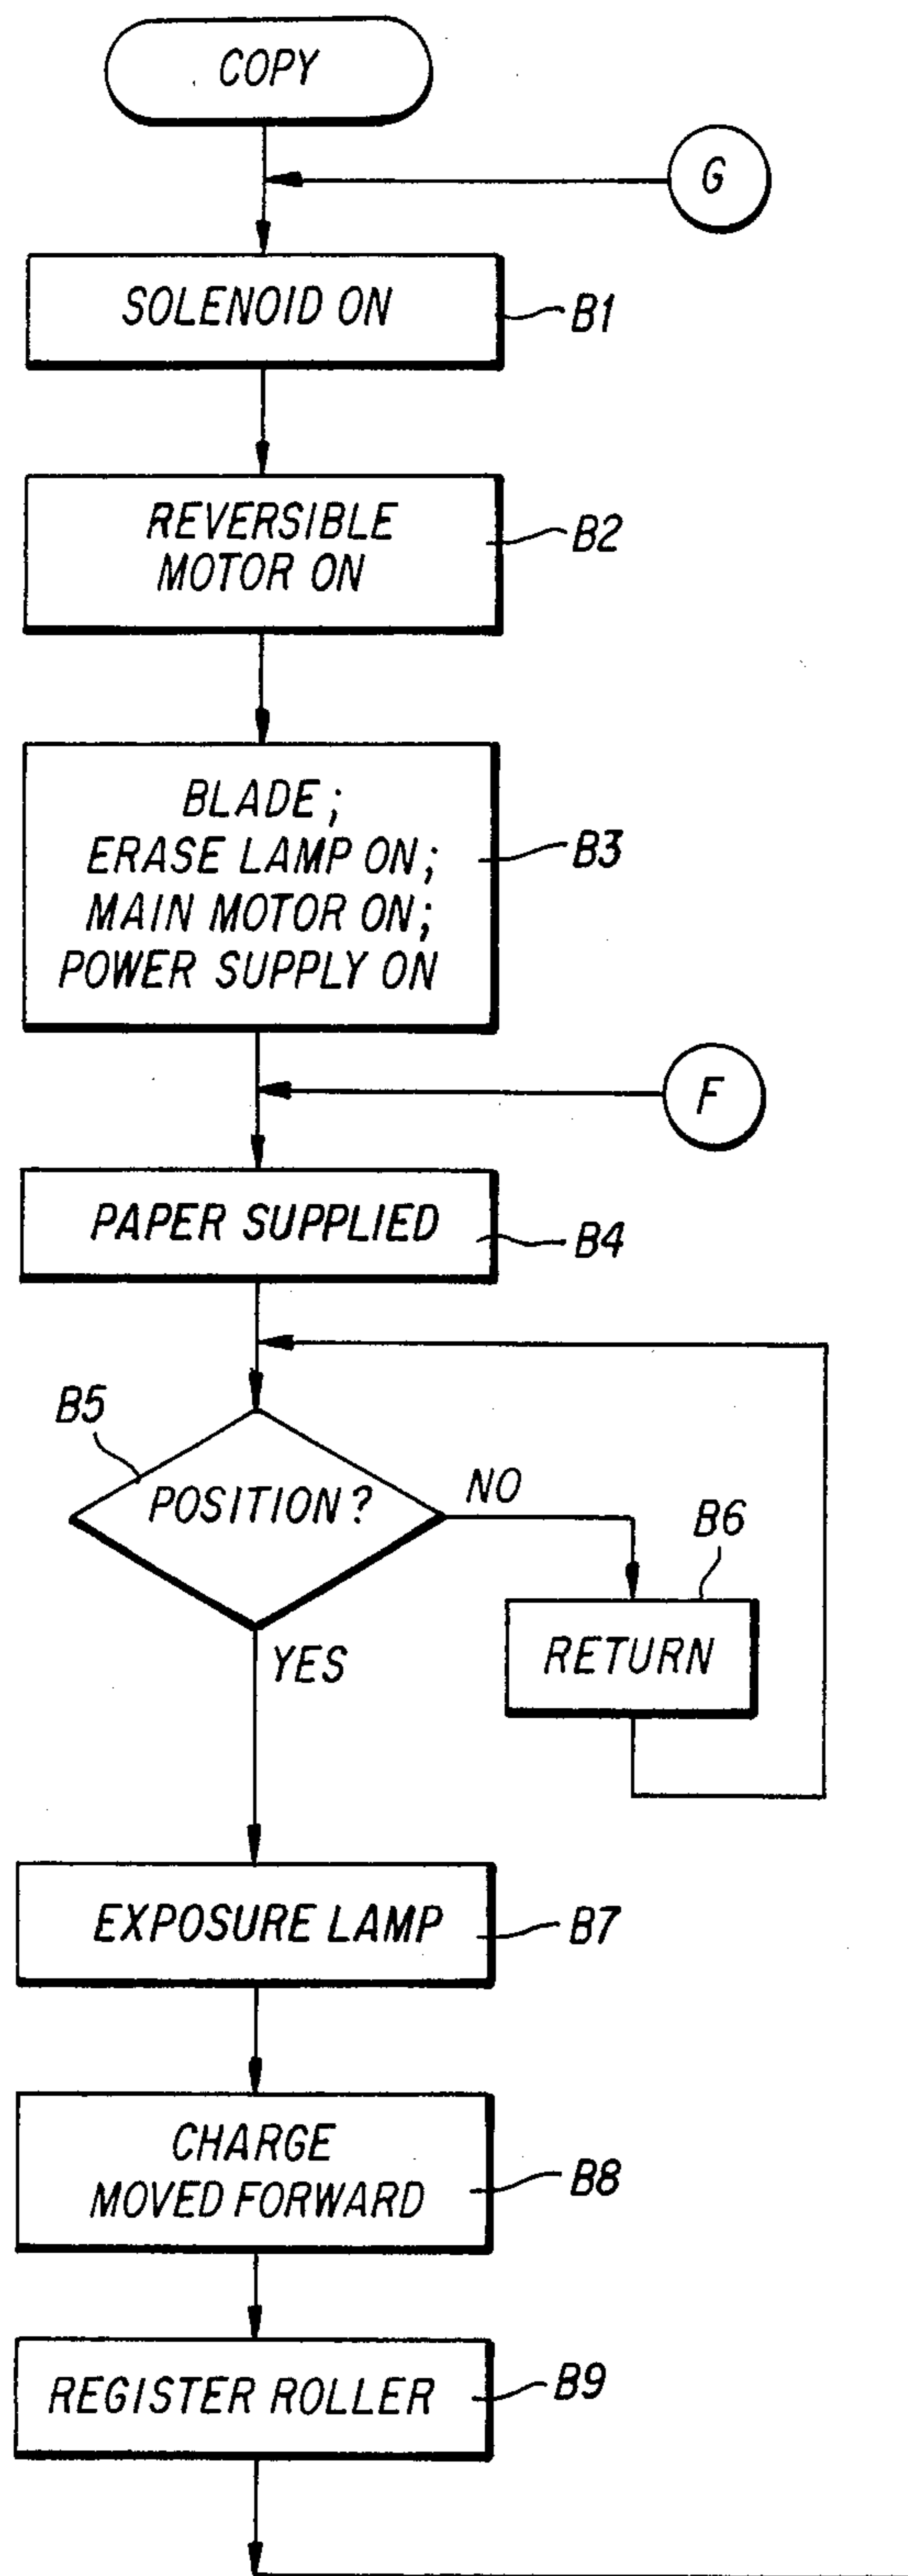 COPY
G
SOLENOID ON
B1
REVERSIBLE
MOTOR ON
B2
BLADE;
ERASE LAMP ON;
MAIN MOTOR ON;
POWER SUPPLY ON
B3
F
PAPER SUPPLIED
B4
B5
POSITION?
NO
B6
RETURN
YES
EXPOSURE LAMP
B7
CHARGE
MOVED FORWARD
B8
REGISTER ROLLER
B9